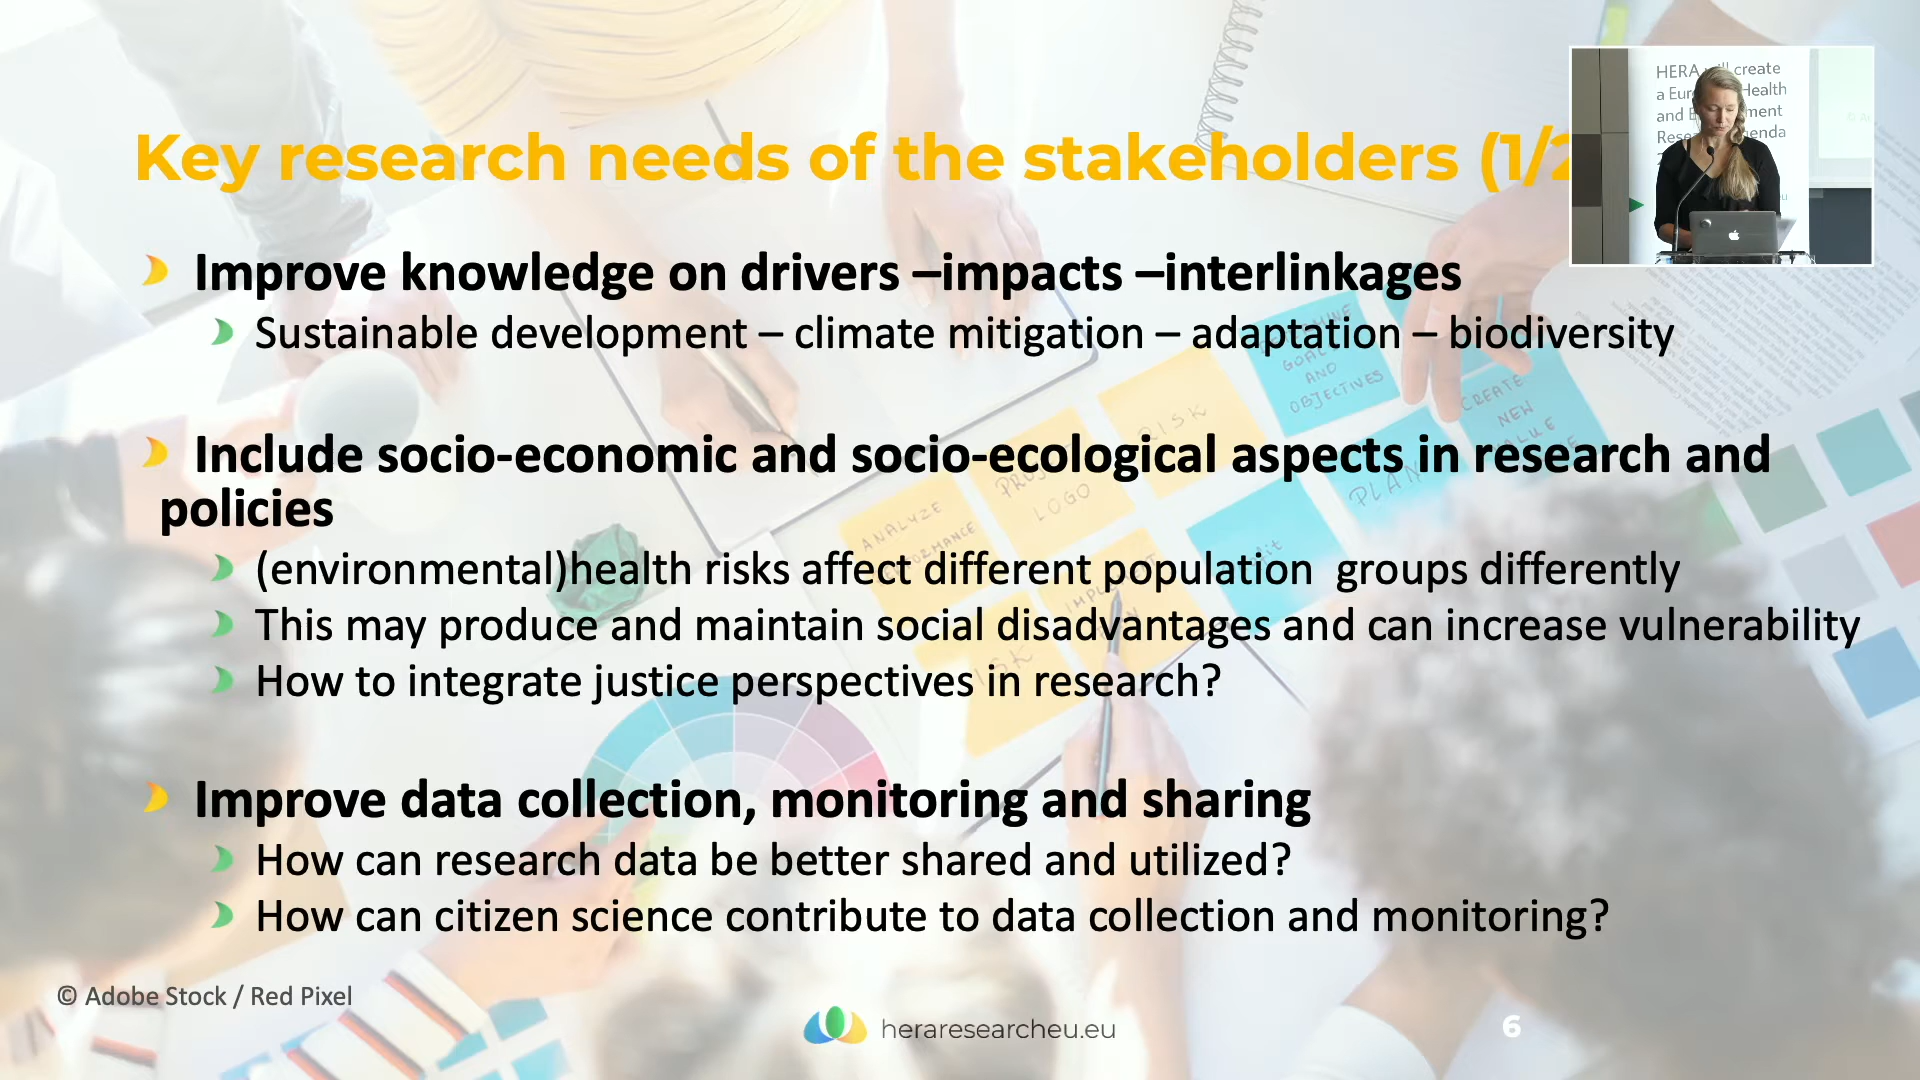 Key research needs of the stakeholders (1/2
HERA will create
Health
and
ment
enda
Improve knowledge on drivers –impacts –interlinkages
Sustainable development – climate mitigation – adaptation – biodiversity
GOAL
AND
OBJECTIVES
CREATE
NEW
RISK
PLAN
LOGO
ANALYZE
Include socio-economic and socio-ecological aspects in research and
policies
(environmental)health risks affect different population groups differently
This may produce and maintain social disadvantages and can increase vulnerability
How to integrate justice perspectives in research?
Improve data collection, monitoring and sharing
How can research data be better shared and utilized?
How can citizen science contribute to data collection and monitoring?
© Adobe Stock / Red Pixel
heraresearcheu.eu
6